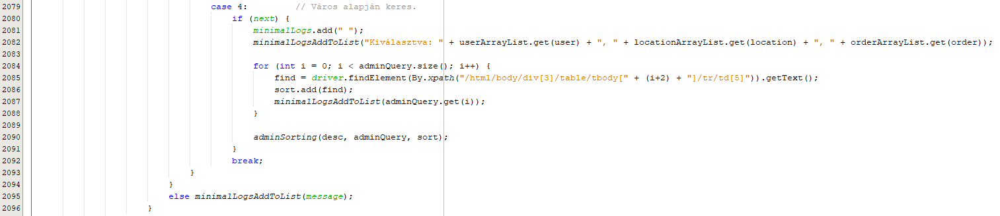 2079 case 4: // Város alapján keres.
2080 if (next) {
2081 minimalLogs.add(" ");
2082 minimalLogsAddToList("Kiválasztva: " + userArrayList.get(user) + ", " + locationArrayList.get(location) + ", " + orderArrayList.get(order));
2083
2084 for (int i = 0; i < adminQuery.size(); i++) {
2085 find = driver.findElement(By.xpath("/html/body/div[3]/table/tbody[" + (i+2) + "]/tr/td[5]")).getText();
2086 sort.add(find);
2087 minimalLogsAddToList(adminQuery.get(i));
2088 }
2089
2090 adminSorting(desc, adminQuery, sort);
2091 }
2092 break;
2093 }
2094 }
2095 else minimalLogsAddToList(message);
2096 }